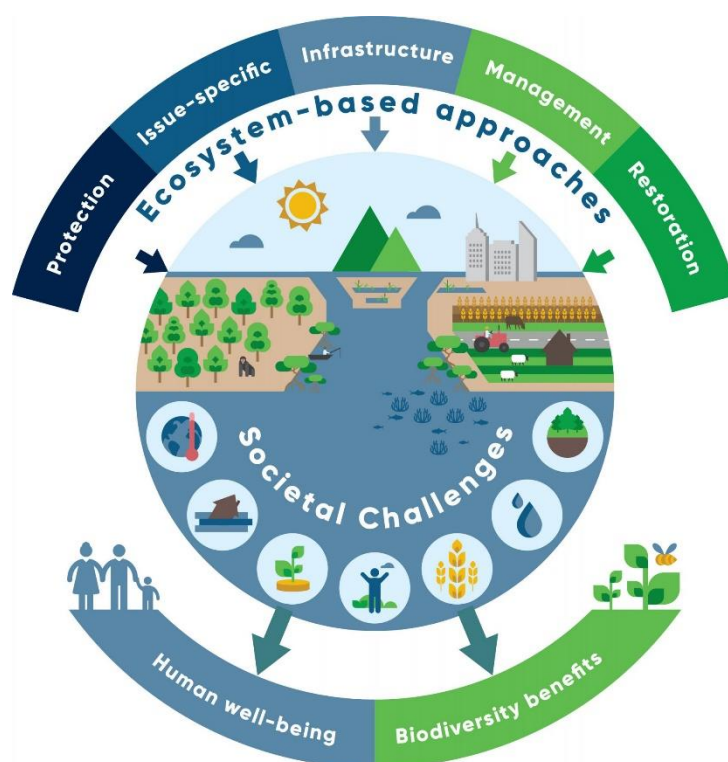 Protection
Issue-specific
Infrastructure
Management
Restoration
Ecosystem-based approaches
Societal Challenges
Human well-being
Biodiversity benefits